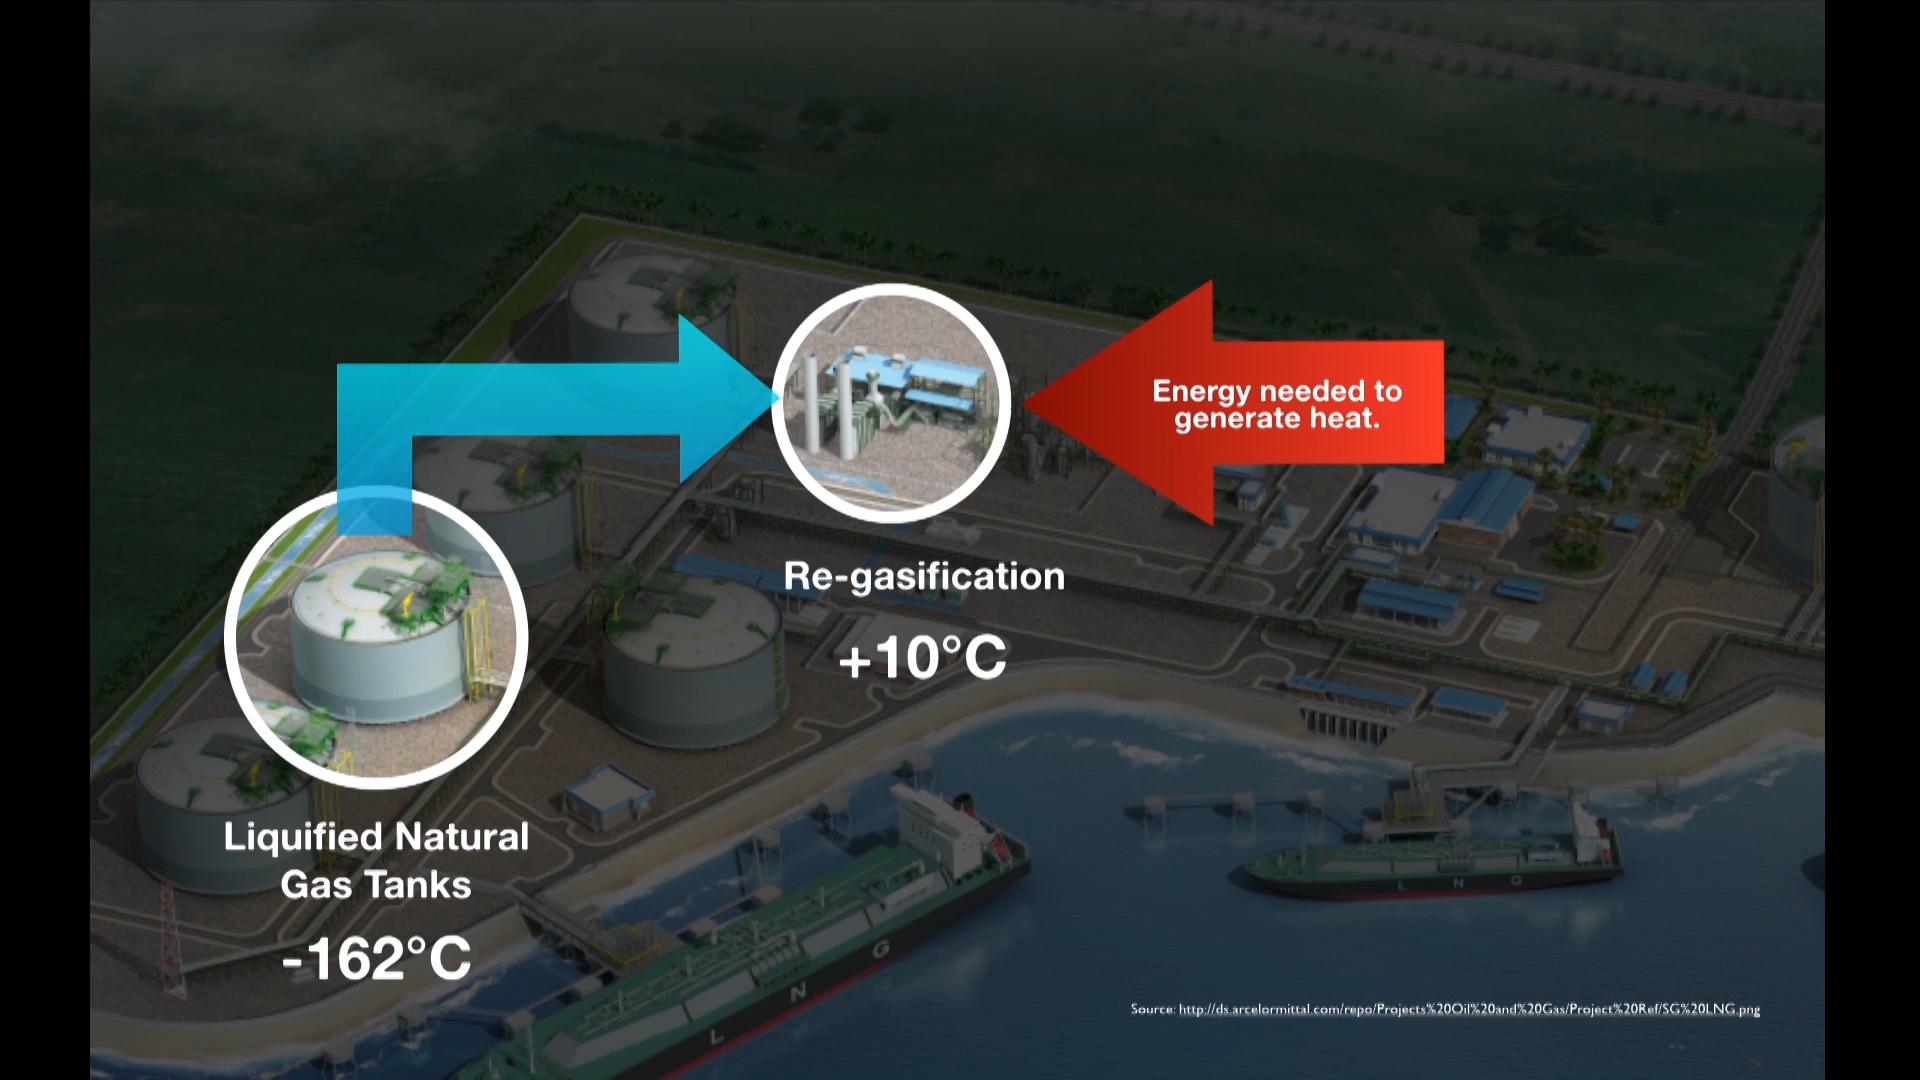 Energy needed to
generate heat.
Re-gasification
+10°C
Liquified Natural
Gas Tanks
-162°C
L N G
L N G
Source: http://ds.arcelormittal.com/repo/Projects%20Oil%20and%20Gas/Project%20Ref/SG%20LNG.png